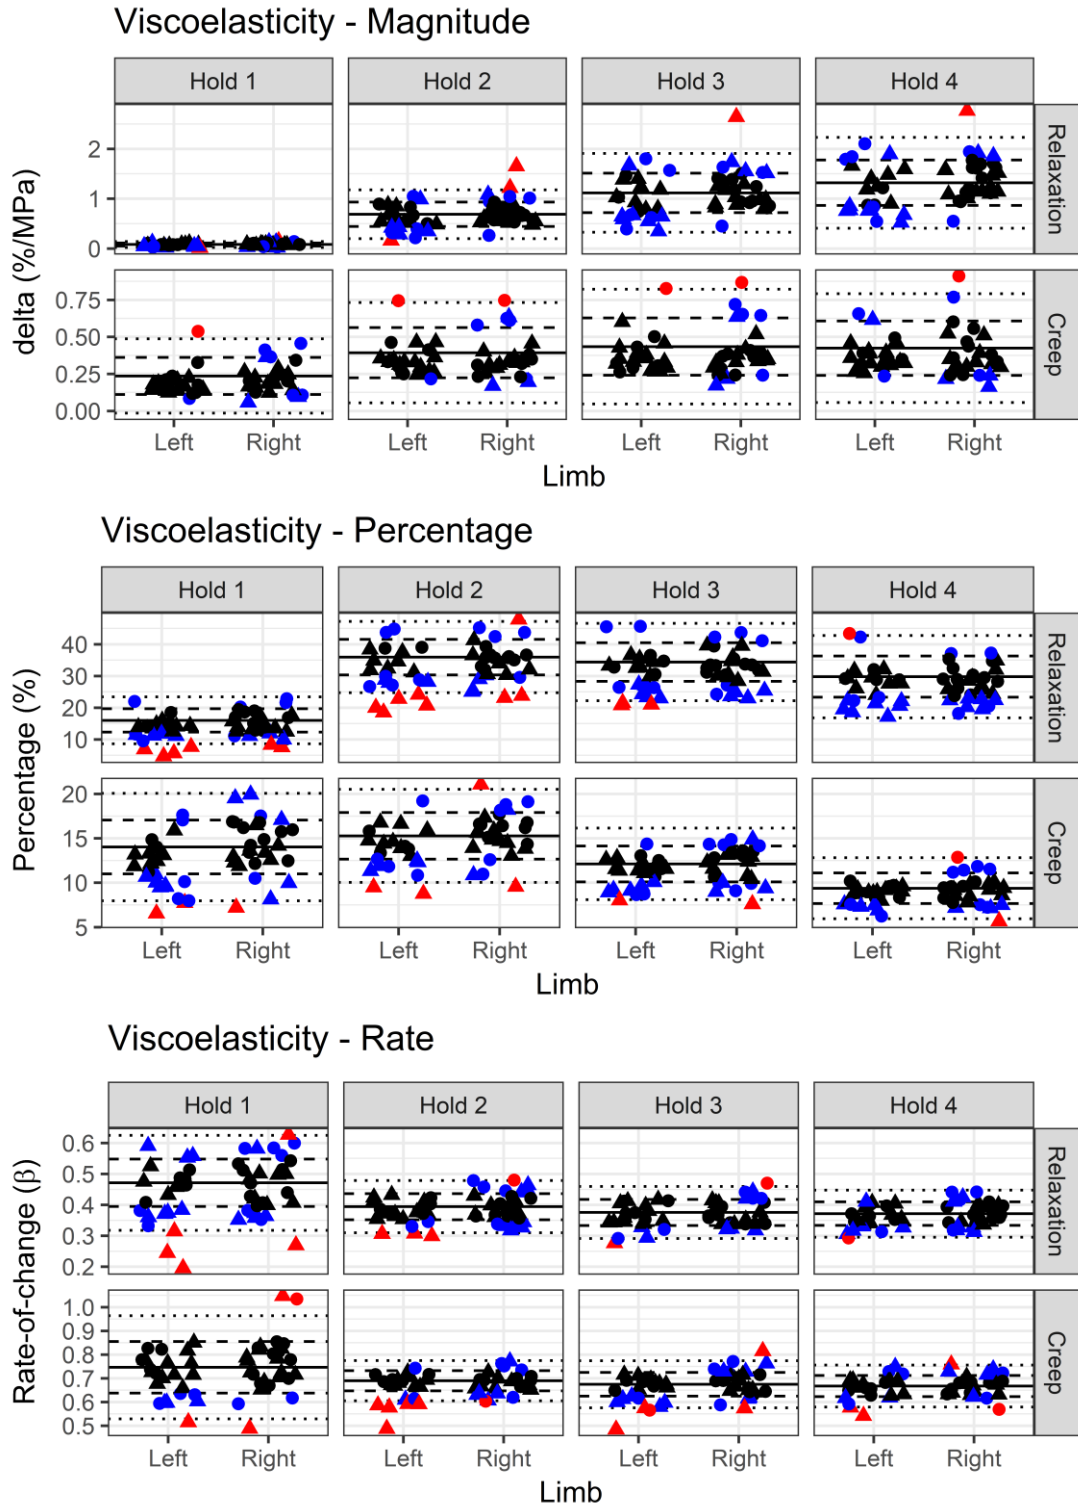 Viscoelasticity - Magnitude
Hold 1 Hold 2 Hold 3 Hold 4
delta (%/MPa)
2
1
0
Relaxation
0.75
0.50
0.25
0.00
Creep
Left Right Left Right Left Right Left Right
Limb
Viscoelasticity - Percentage
Hold 1 Hold 2 Hold 3 Hold 4
Percentage (%)
40
30
20
10
Relaxation
20
15
10
5
Creep
Left Right Left Right Left Right Left Right
Limb
Viscoelasticity - Rate
Hold 1 Hold 2 Hold 3 Hold 4
Rate-of-change (β)
0.6
0.5
0.4
0.3
0.2
Relaxation
1.0
0.9
0.8
0.7
0.6
0.5
Creep
Left Right Left Right Left Right Left Right
Limb